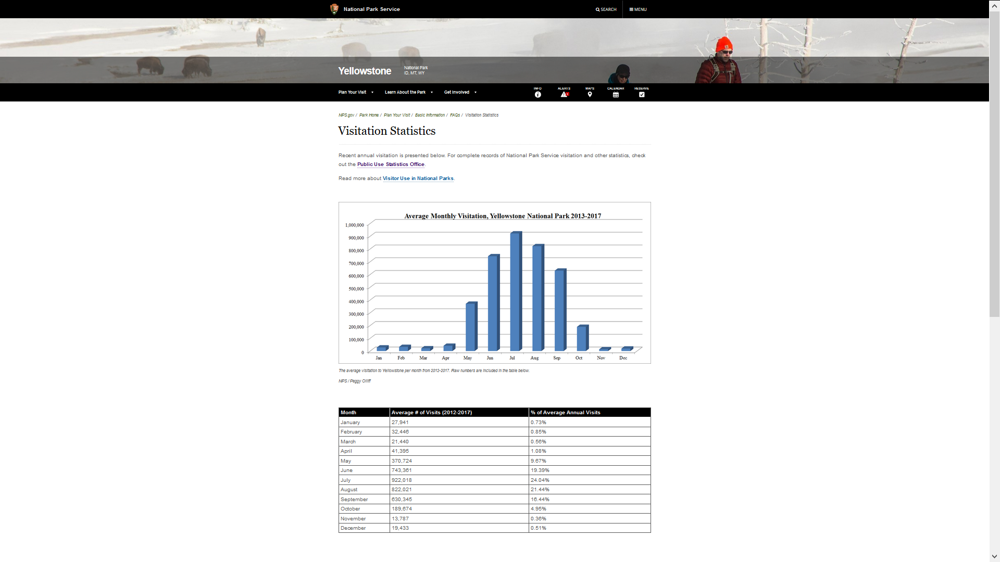 National Park Service
SEARCH
MENU
Yellowstone
National Park
ID, MT, WY
Plan Your Visit
Learn About the Park
Get Involved
INFO
ALERTS
MAPS
CALENDAR
RESERVE
NPS.gov / Park Home / Plan Your Visit / Basic Information / FAQs / Visitation Statistics
Visitation Statistics
Recent annual visitation is presented below. For complete records of National Park Service visitation and other statistics, check
out the Public Use Statistics Office.
Read more about Visitor Use in National Parks.
Average Monthly Visitation, Yellowstone National Park 2013-2017
1,000,000
900,000
800,000
700,000
600,000
500,000
400,000
300,000
200,000
100,000
0
Jan Feb Mar Apr May Jun Jul Aug Sep Oct Nov Dec
The average visitation to Yellowstone per month from 2012-2017. Raw numbers are included in the table below.
NPS / Peggy Olliff
Month Average # of Visits (2012-2017) % of Average Annual Visits
January 27,941 0.73%
February 32,446 0.85%
March 21,440 0.56%
April 41,395 1.08%
May 370,724 9.67%
June 743,361 19.39%
July 922,018 24.04%
August 822,021 21.44%
September 630,345 16.44%
October 189,674 4.95%
November 13,787 0.36%
December 19,433 0.51%